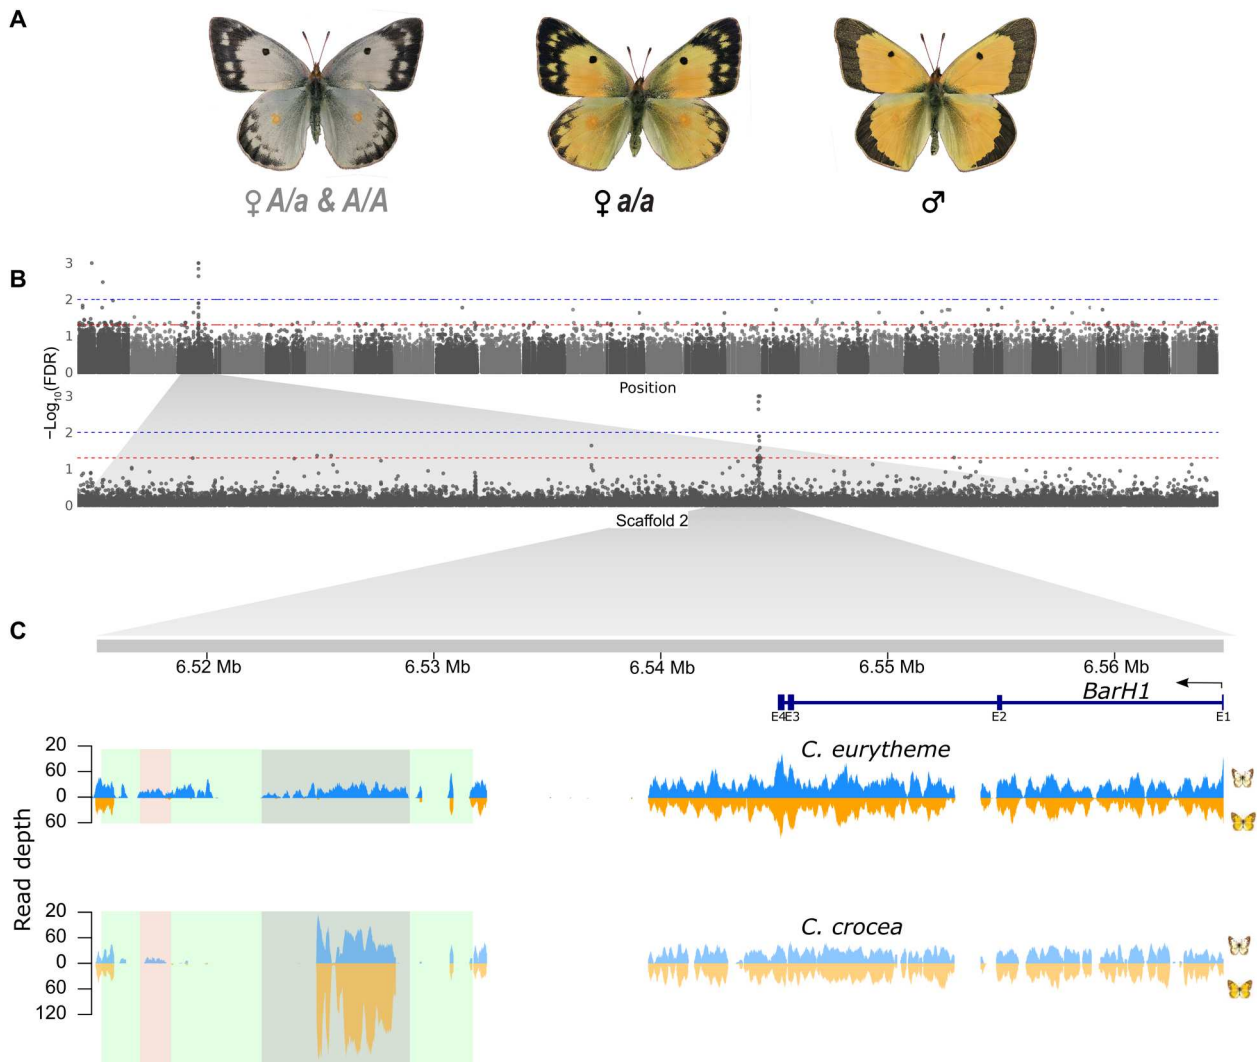 A
♀ A/a & A/A
♀ a/a
♂
B
−Log10(FDR)
3
2
1
0
Position
3
2
1
0
Scaffold 2
C
6.52 Mb
6.53 Mb
6.54 Mb
6.55 Mb
6.56 Mb
BarH1
E4E3
E2
E1
Read depth
20
60
0
60
C. eurytheme
20
60
0
60
120
C. crocea